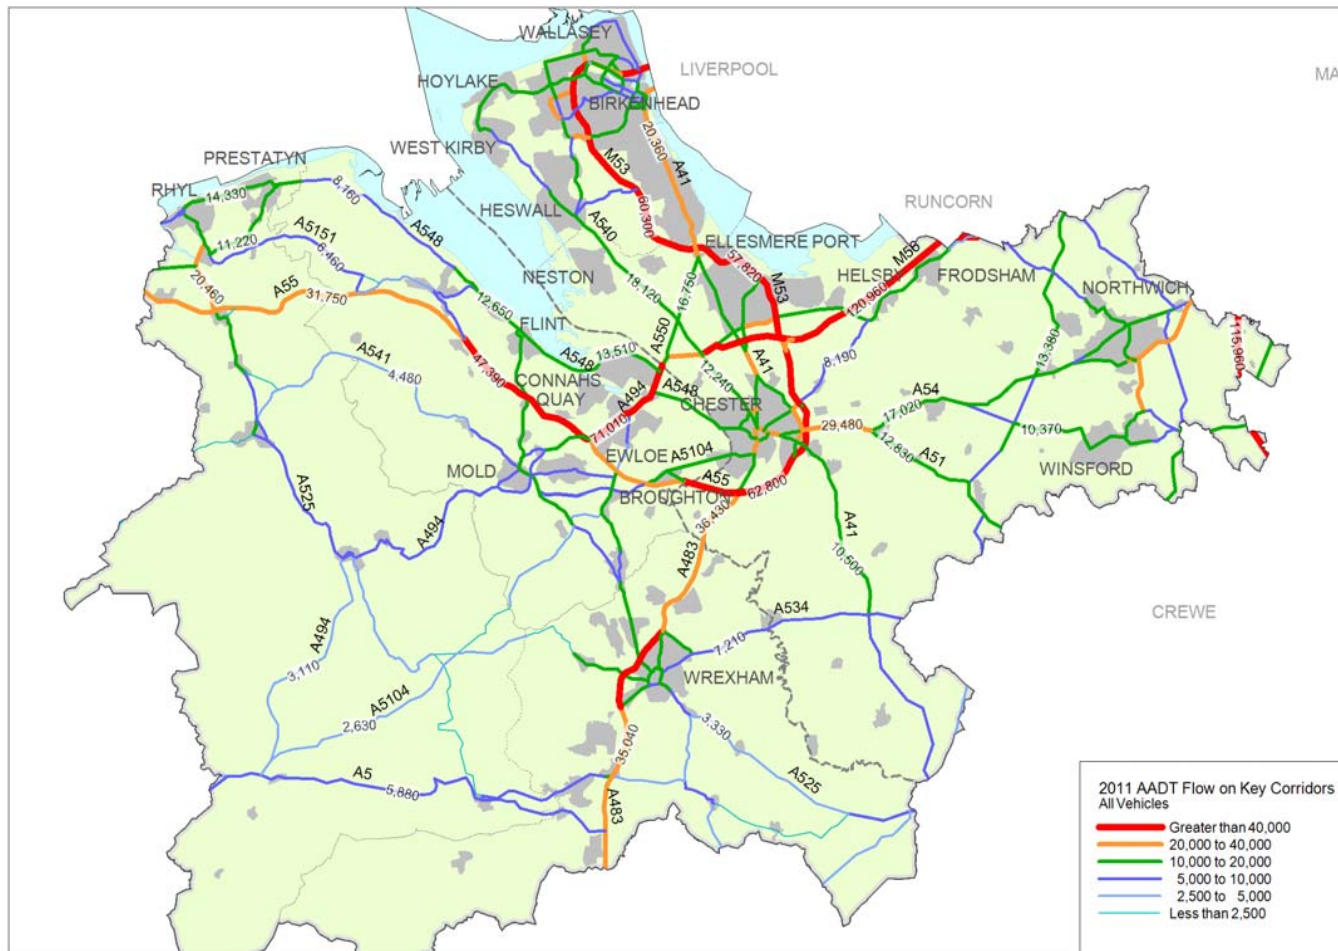 WALLASEY
LIVERPOOL
MA
HOYLAKE
BIRKENHEAD
20,360
WEST KIRBY
M53
A41
PRESTATYN
RHYL
14,330
8,160
HESWALL
60,300
RUNCORN
A5151
A548
A540
11,220
6,460
ELLESMERE PORT
M56
NESTON
57,820
HELSBY
FRODSHAM
20,460
A55
31,750
18,120
16,750
M53
120,960
NORTHWICH
12,650
FLINT
A550
115,960
A541
A548
13,510
A41
8,190
13,380
4,480
47,390
CONNAHS
QUAY
A494
A548
12,240
CHESTER
A54
17,020
71,010
29,480
10,370
EWLOE
A5104
12,830
A51
WINSFORD
MOLD
A55
A525
BROUGHTON
62,800
A494
36,430
A41
A483
10,500
A534
CREWE
A494
7,210
3,110
WREXHAM
A5104
2,630
3,330
35,040
A5
5,880
A525
A483
2011 AADT Flow on Key Corridors
All Vehicles
Greater than 40,000
20,000 to 40,000
10,000 to 20,000
5,000 to 10,000
2,500 to 5,000
Less than 2,500